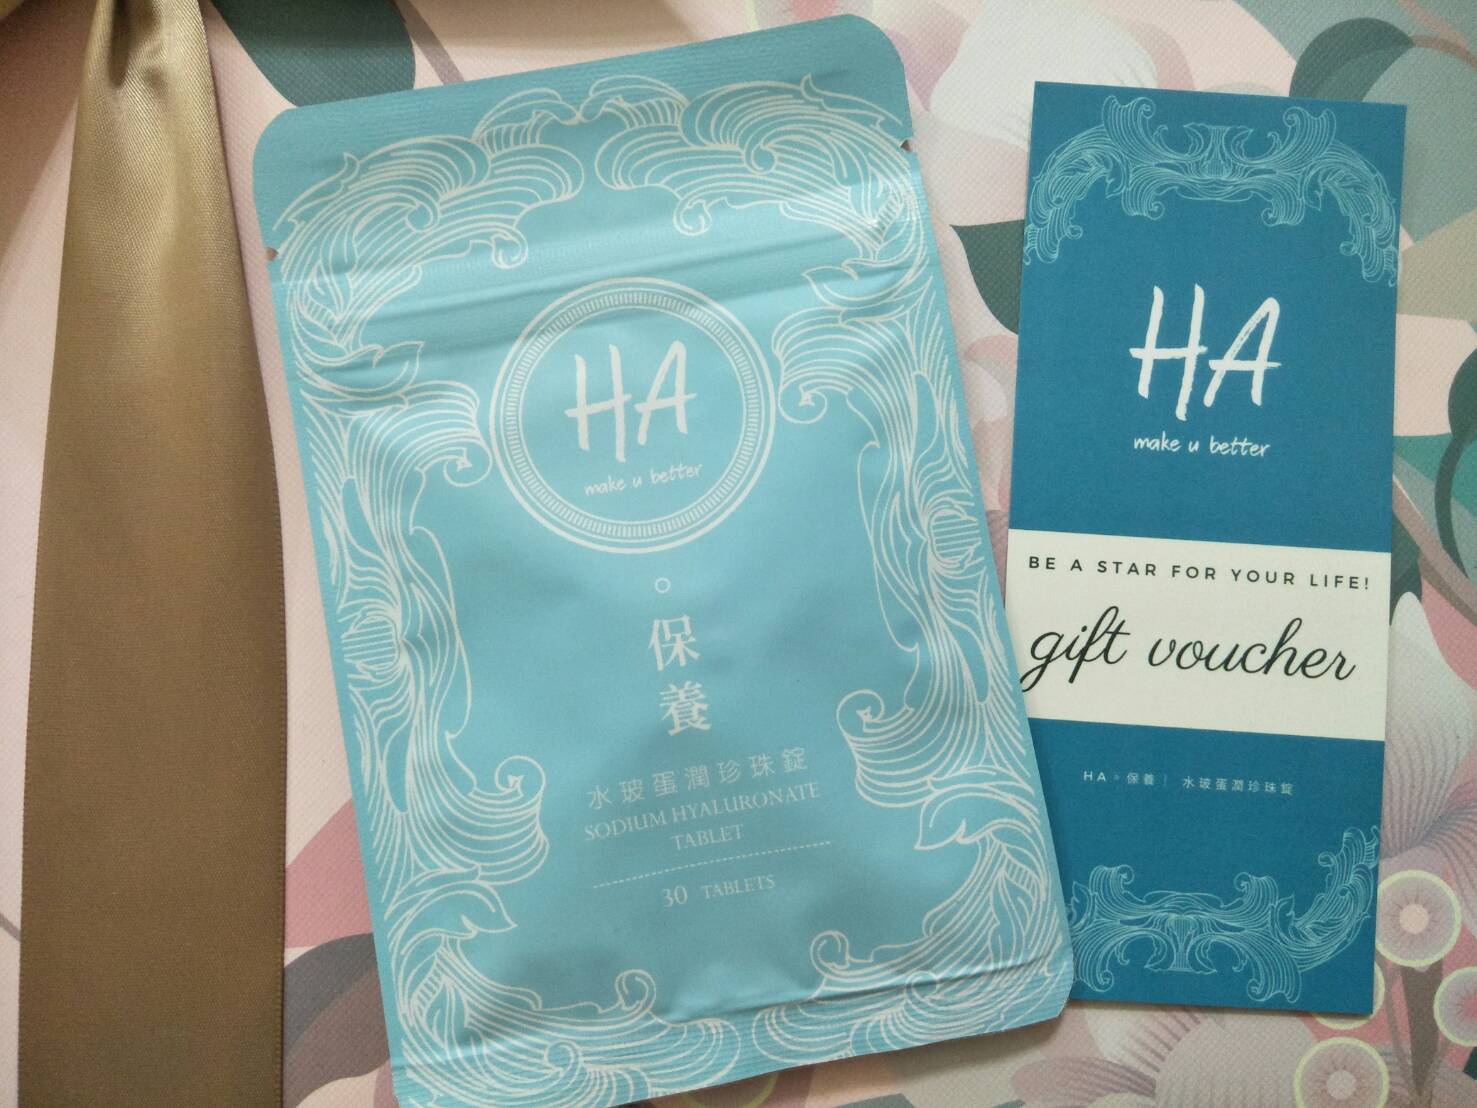 HA
make u better
保
養
水玻蛋潤珍珠錠
SODIUM HYALURONATE
TABLET
30 TABLETS
HA
make u better
BE A STAR FOR YOUR LIFE!
gift voucher
HA。保養｜ 水玻蛋潤珍珠錠